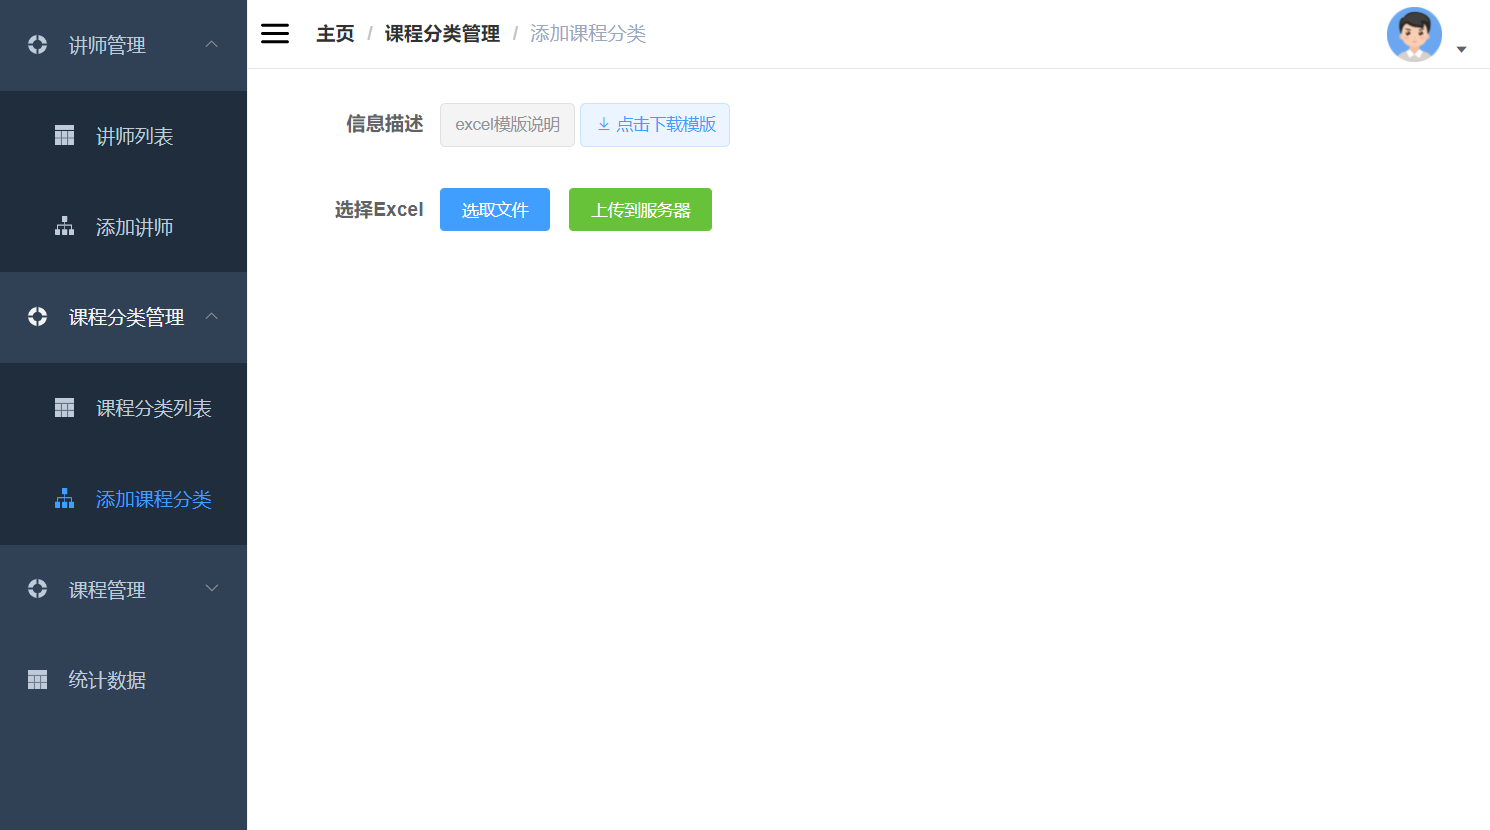 讲师管理
讲师列表
添加讲师
课程分类管理
课程分类列表
添加课程分类
课程管理
统计数据
主页 / 课程分类管理 / 添加课程分类
信息描述 excel模版说明 点击下载模版
选择Excel 选取文件 上传到服务器